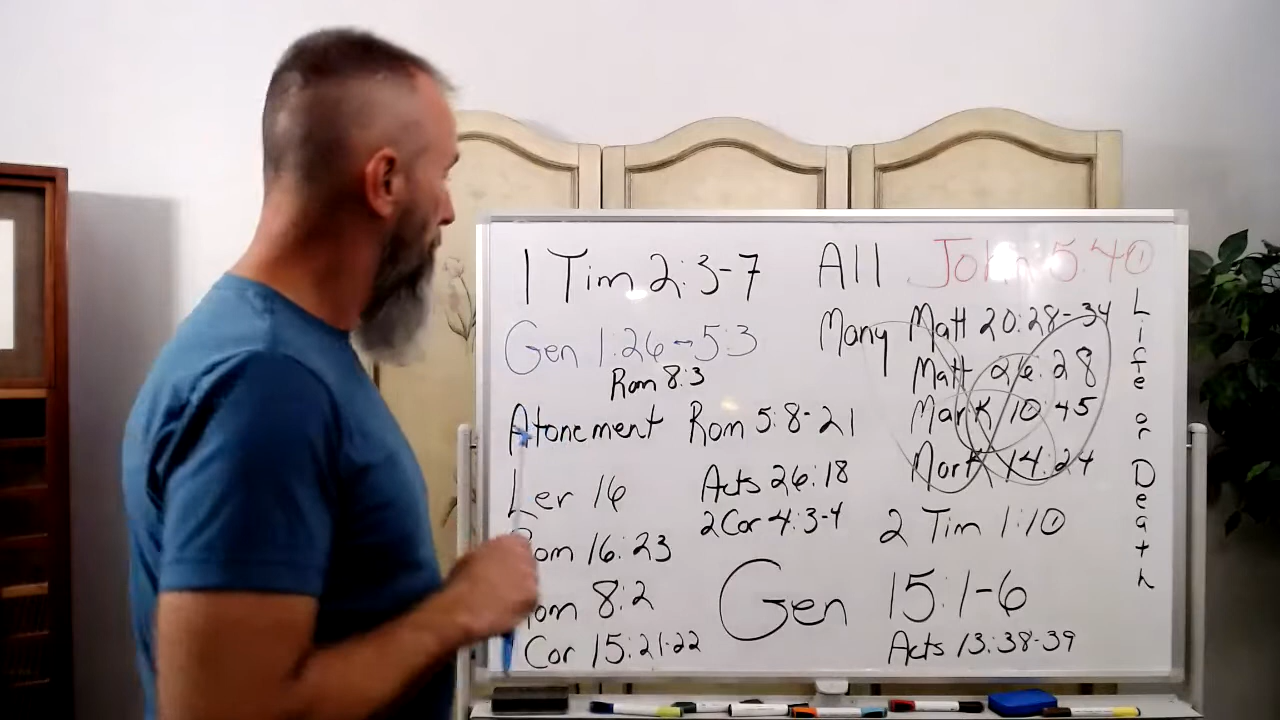 1 Tim 2:3-7 All John 5:40
Gen 1:26-5:3 Many Matt 20:28-34
Rom 8:3 Matt 26:28
Atonement Rom 5:8-21 Mark 10:45
Lev 16 Acts 26:18 Mark 14:24
Rom 16:23 2 Cor 4:3-4 2 Tim 1:10
Rom 8:2 Gen 15:1-6
Cor 15:21-22 Acts 13:38-39
Life or Death